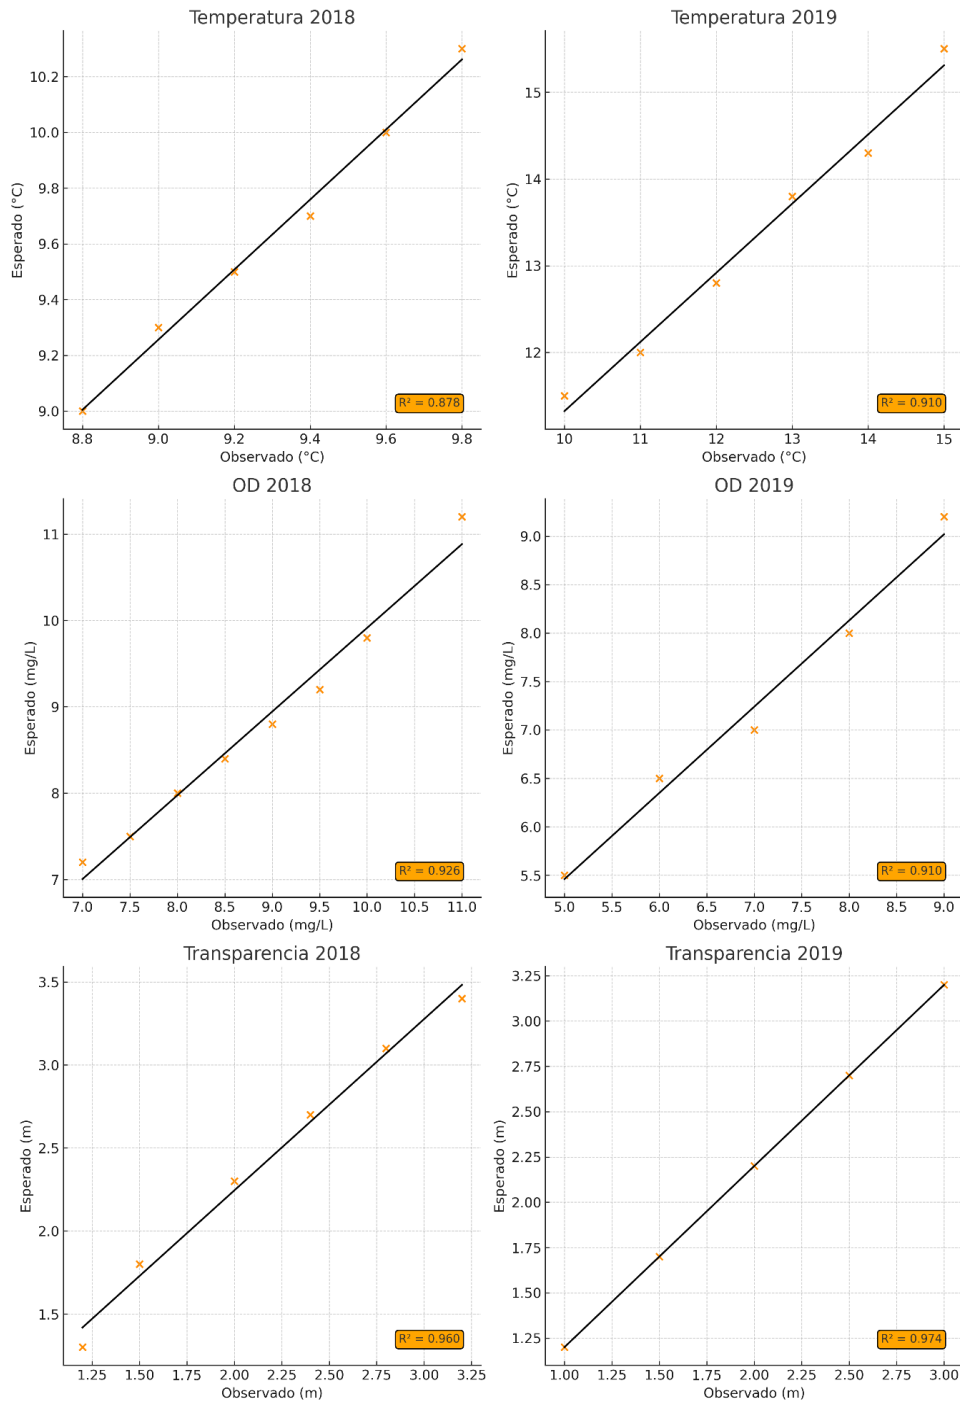 Temperatura 2018
Esperado (°C)
10.2
10.0
9.8
9.6
9.4
9.2
9.0
R² = 0.878
8.8 9.0 9.2 9.4 9.6 9.8
Observado (°C)
Temperatura 2019
Esperado (°C)
15
14
13
12
R² = 0.910
10 11 12 13 14 15
Observado (°C)
OD 2018
Esperado (mg/L)
11
10
9
8
7
R² = 0.926
7.0 7.5 8.0 8.5 9.0 9.5 10.0 10.5 11.0
Observado (mg/L)
OD 2019
Esperado (mg/L)
9.0
8.5
8.0
7.5
7.0
6.5
6.0
5.5
R² = 0.910
5.0 5.5 6.0 6.5 7.0 7.5 8.0 8.5 9.0
Observado (mg/L)
Transparencia 2018
Esperado (m)
3.5
3.0
2.5
2.0
1.5
R² = 0.960
1.25 1.50 1.75 2.00 2.25 2.50 2.75 3.00 3.25
Observado (m)
Transparencia 2019
Esperado (m)
3.25
3.00
2.75
2.50
2.25
2.00
1.75
1.50
1.25
R² = 0.974
1.00 1.25 1.50 1.75 2.00 2.25 2.50 2.75 3.00
Observado (m)